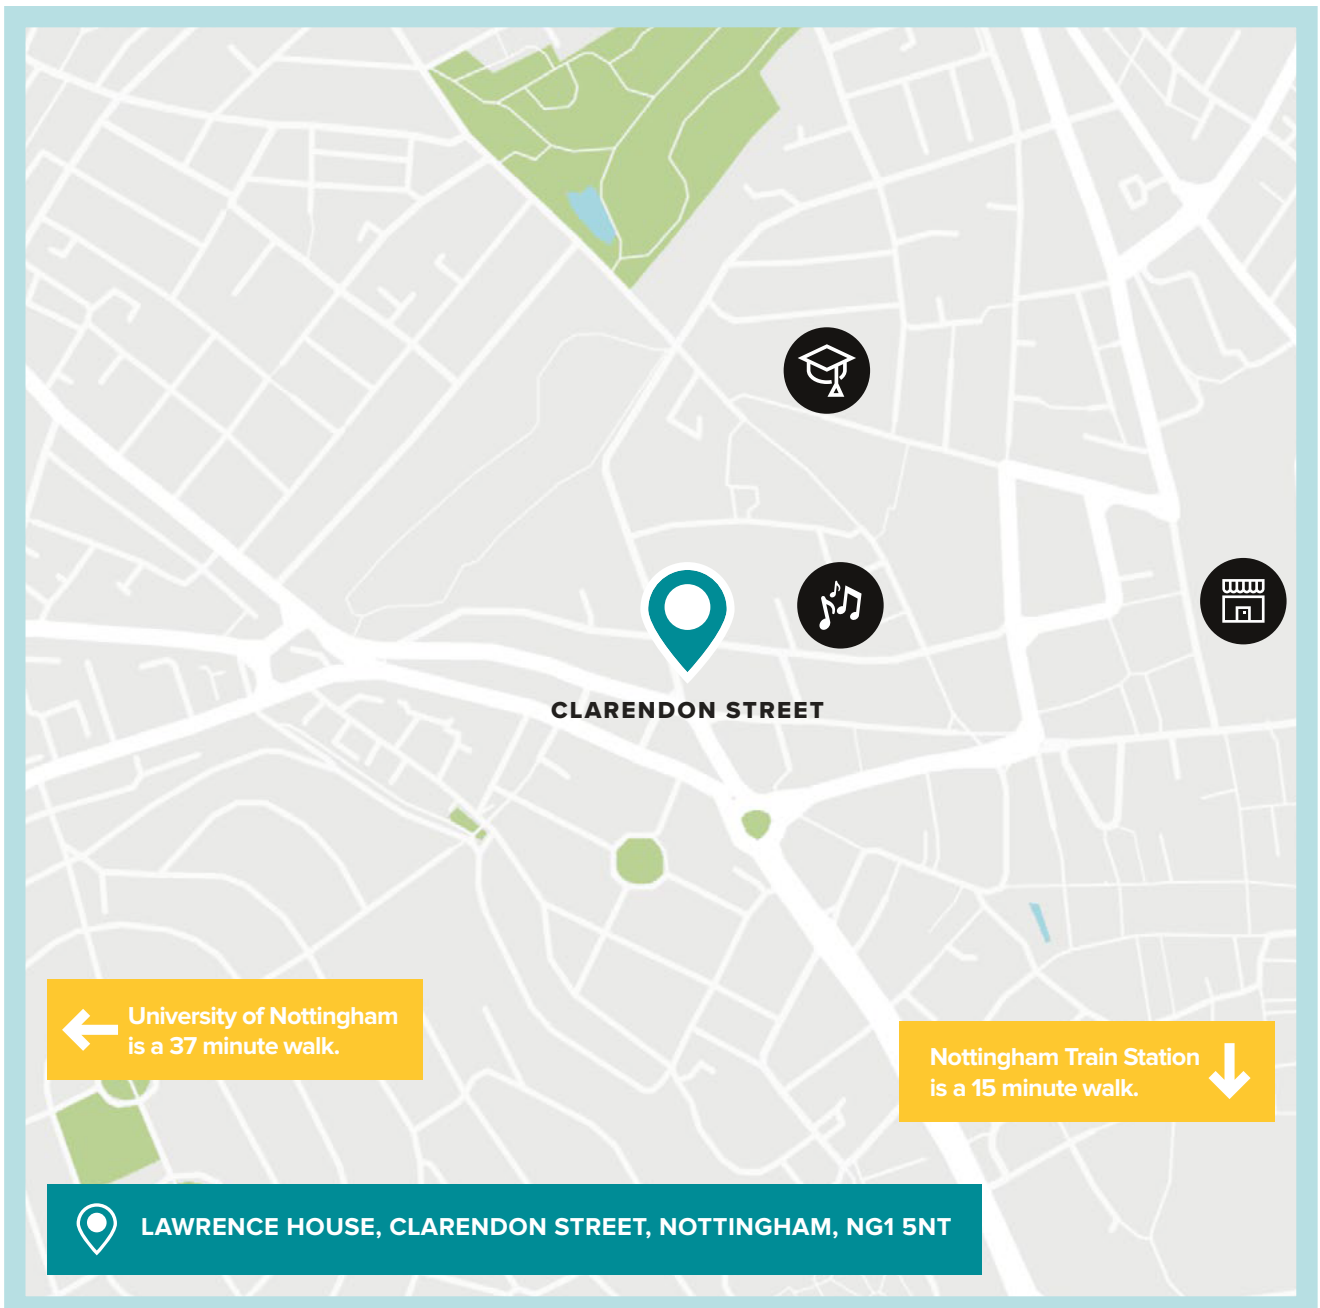 CLARENDON STREET
University of Nottingham
is a 37 minute walk.
Nottingham Train Station
is a 15 minute walk.
LAWRENCE HOUSE, CLARENDON STREET, NOTTINGHAM, NG1 5NT